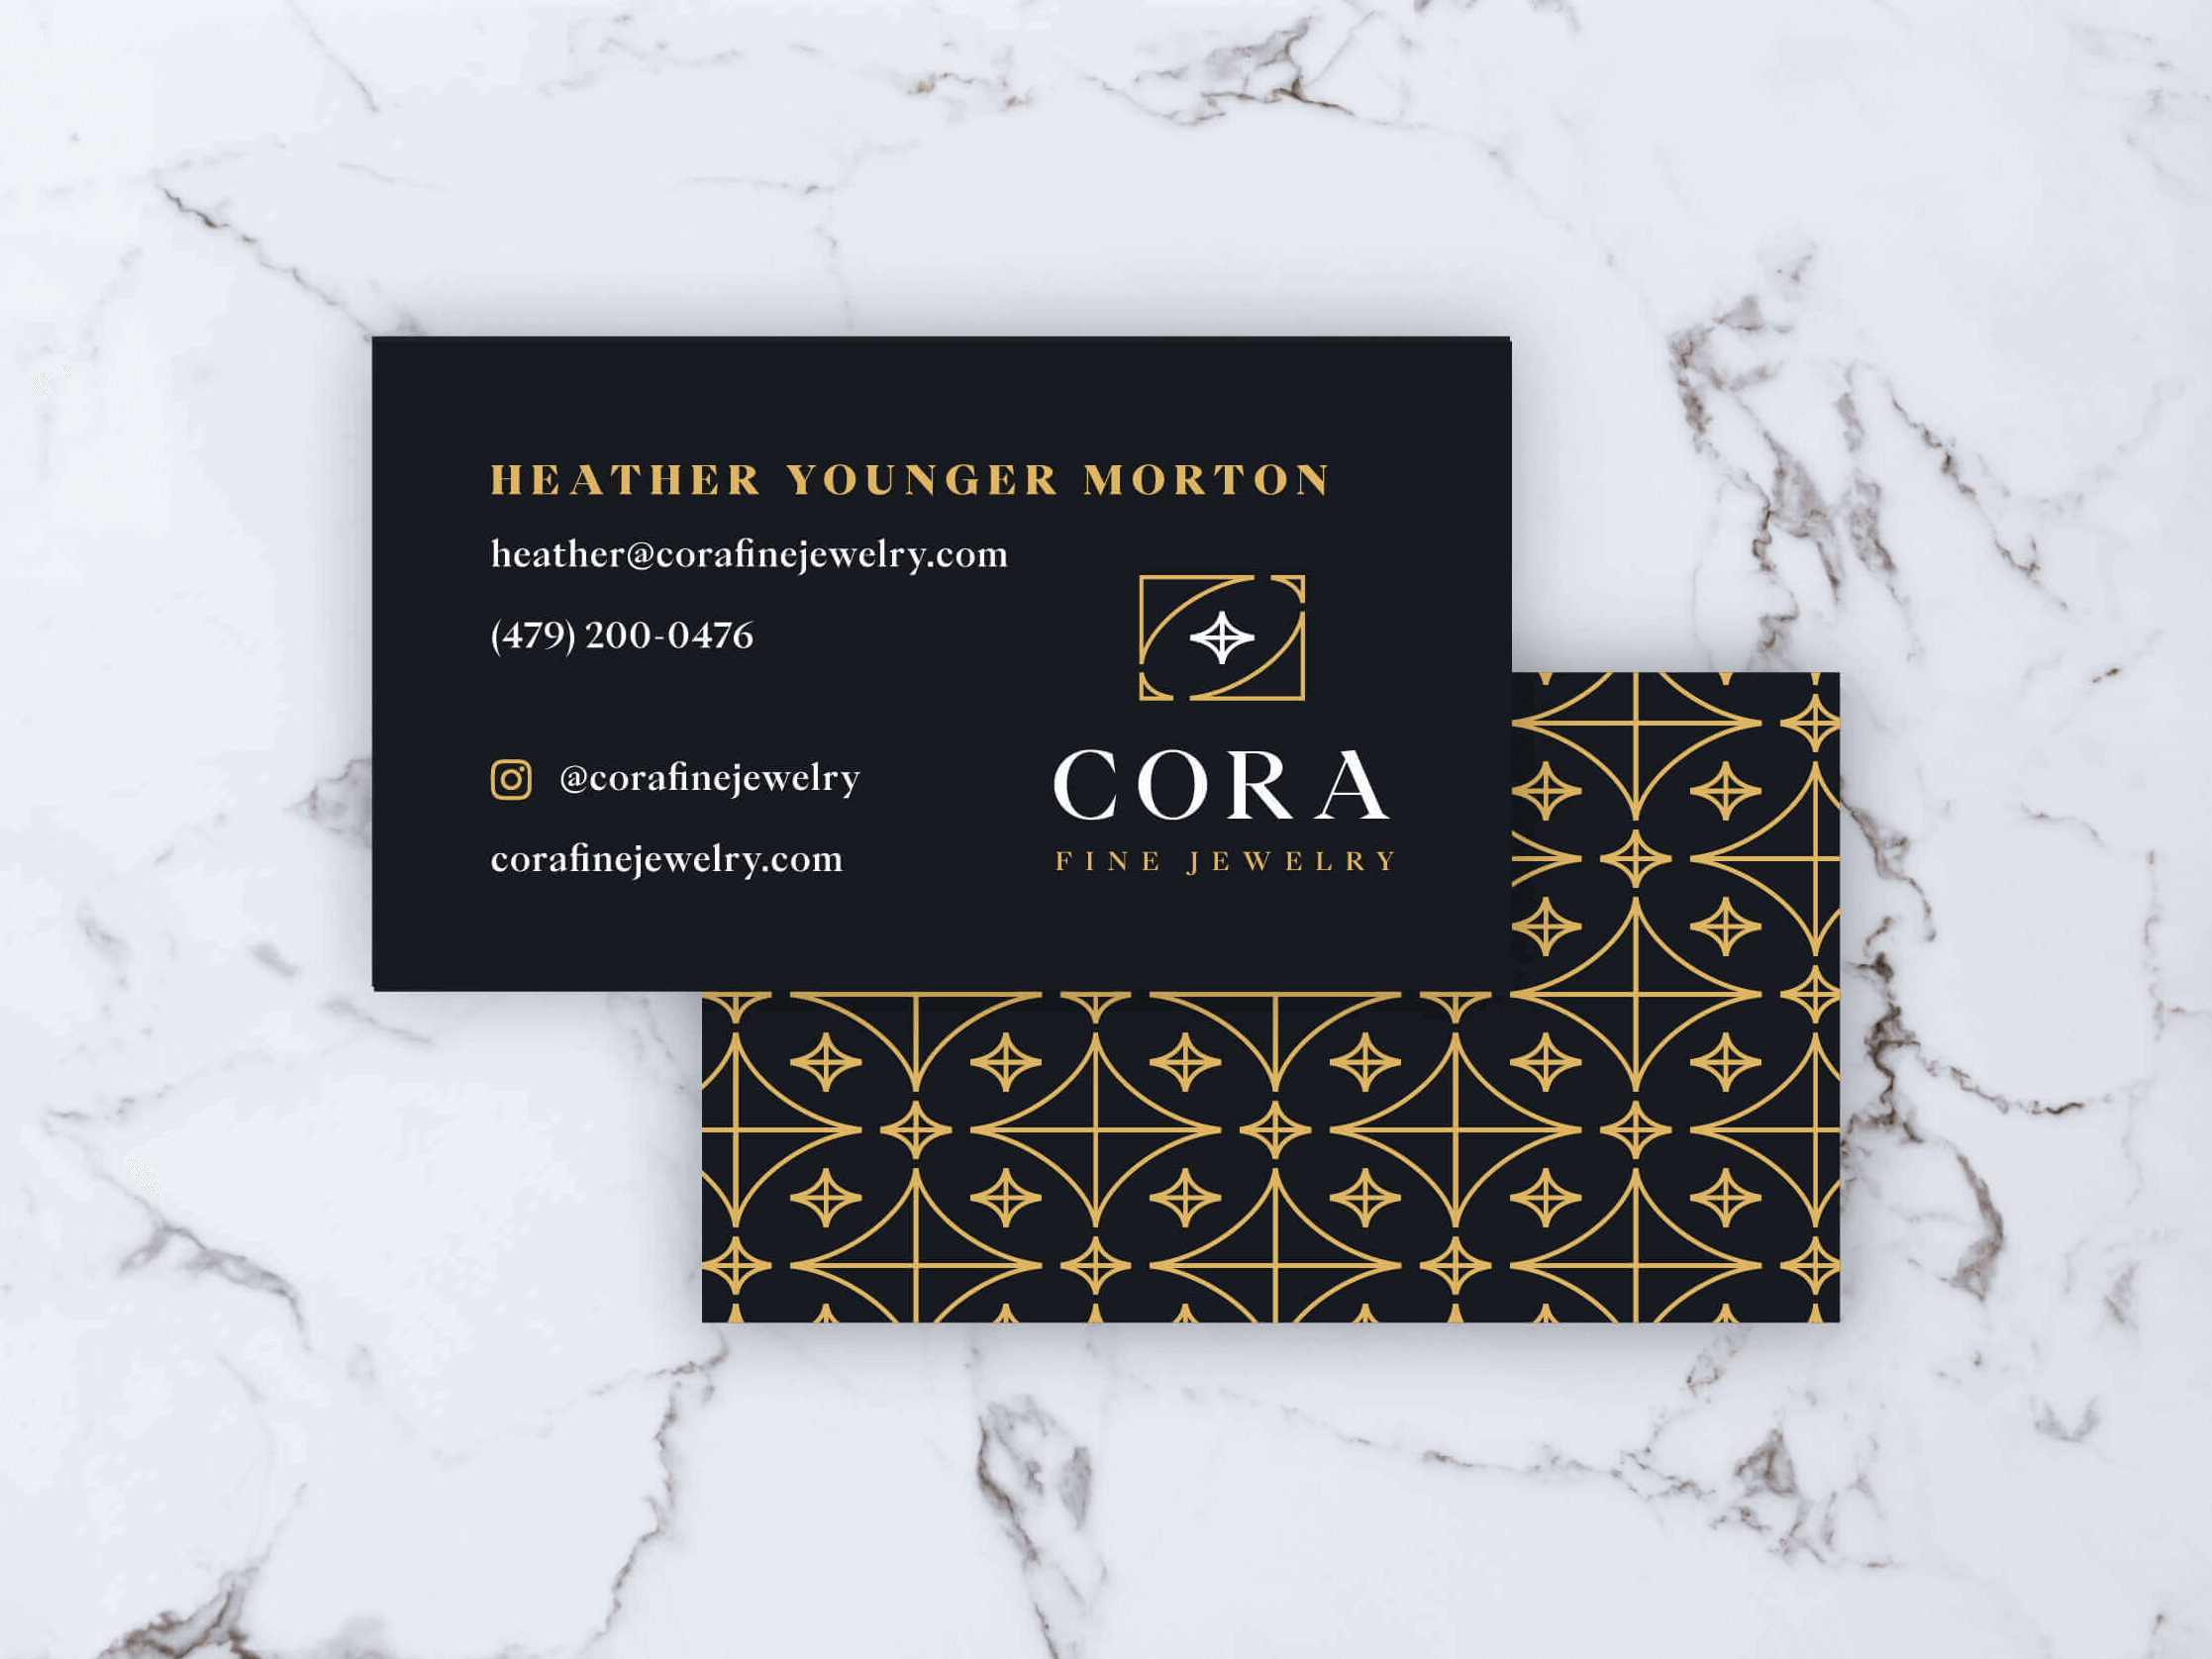 HEATHER YOUNGER MORTON
heather@corafinejewelry.com
(479) 200-0476
@corafinejewelry
corafinejewelry.com
CORA
FINE JEWELRY